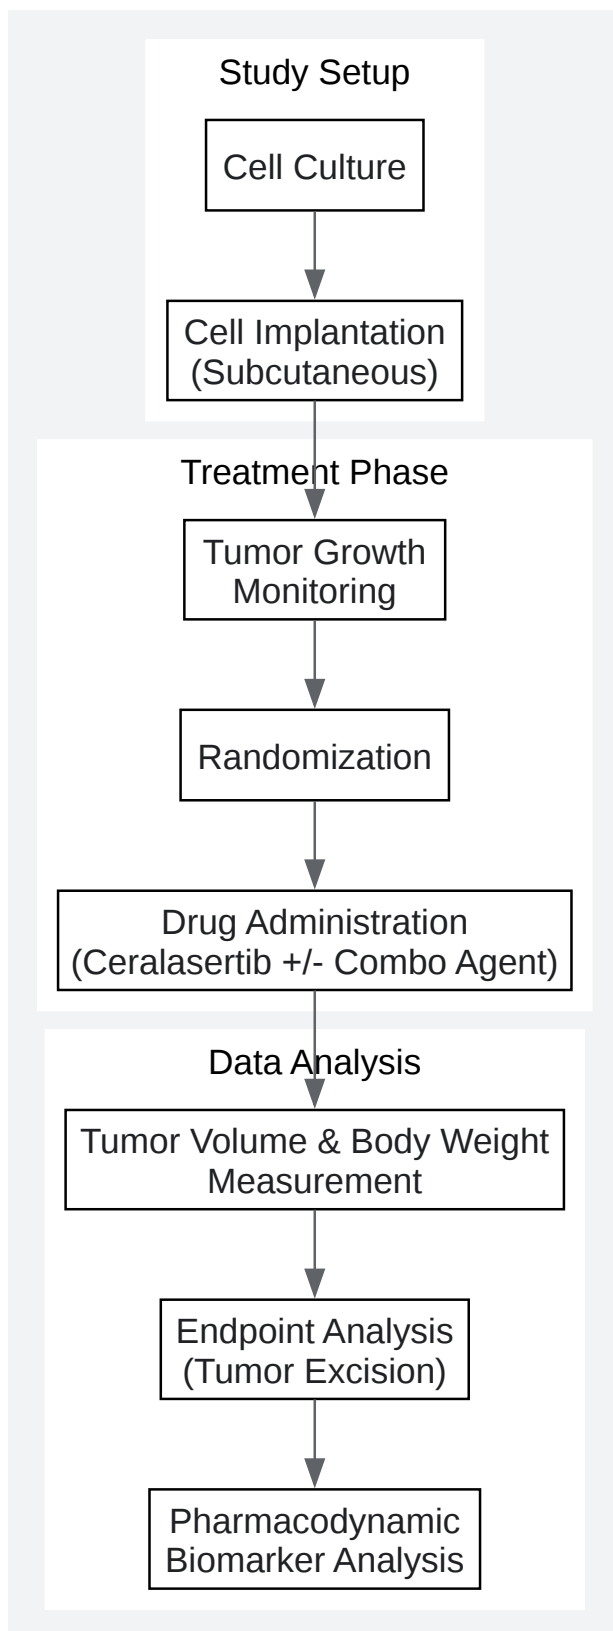 Study Setup
Cell Culture
Cell Implantation
(Subcutaneous)
Treatment Phase
Tumor Growth
Monitoring
Randomization
Drug Administration
(Ceralasertib +/- Combo Agent)
Data Analysis
Tumor Volume & Body Weight
Measurement
Endpoint Analysis
(Tumor Excision)
Pharmacodynamic
Biomarker Analysis